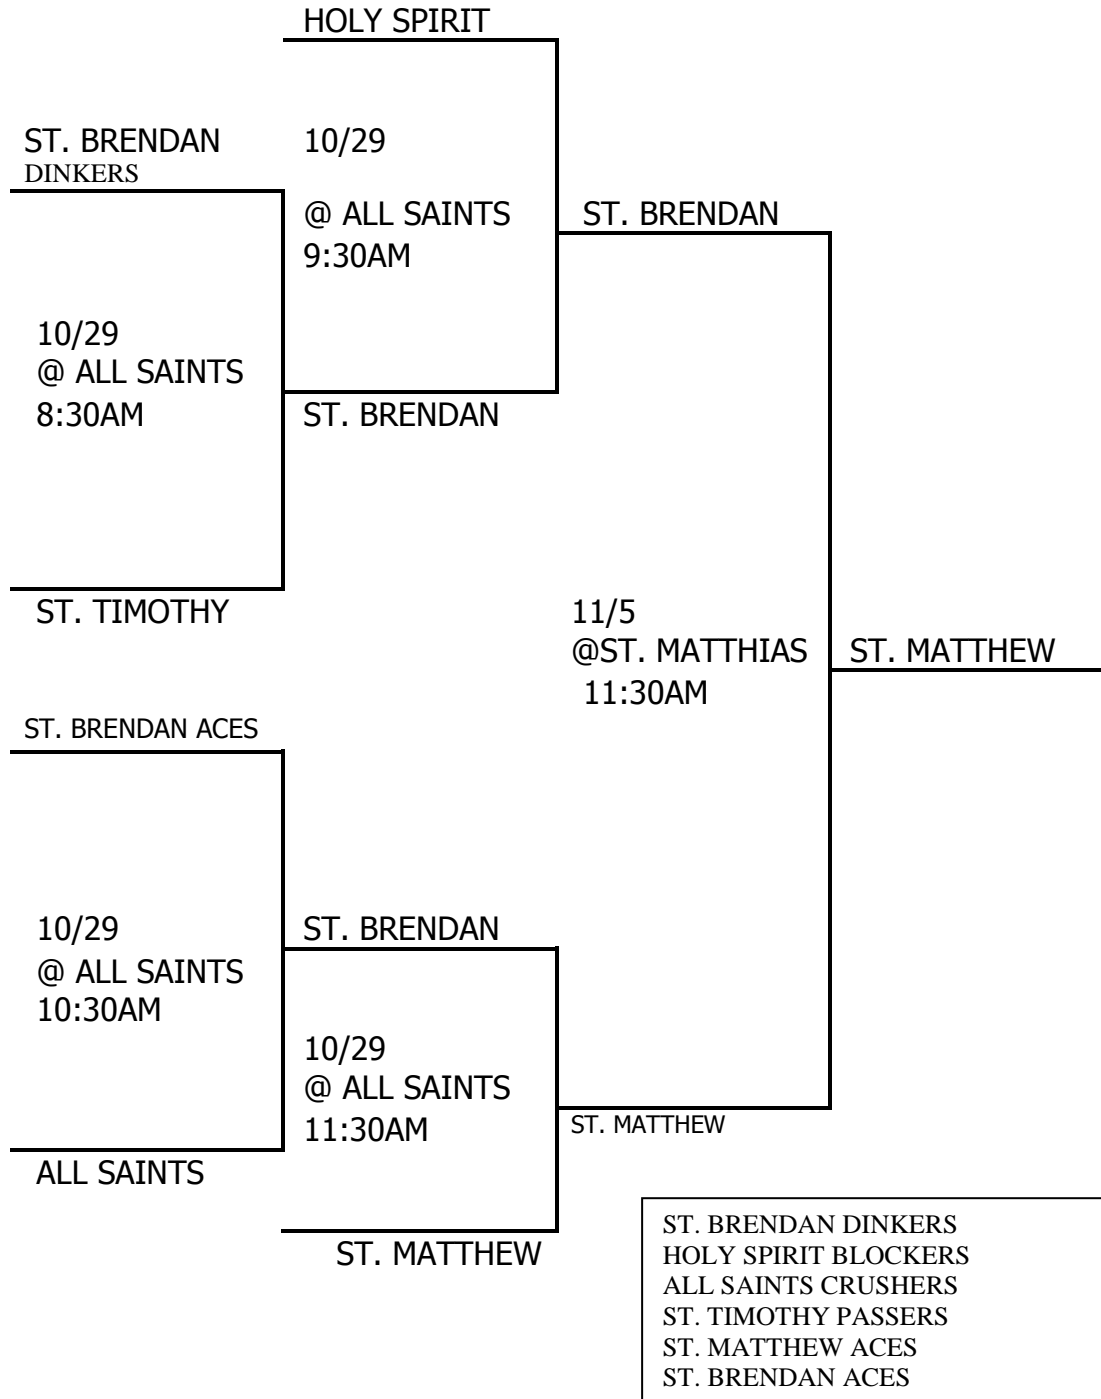 HOLY SPIRIT
ST. BRENDAN
DINKERS
10/29
@ ALL SAINTS
9:30AM
ST. BRENDAN
10/29
@ ALL SAINTS
8:30AM
ST. BRENDAN
ST. TIMOTHY
11/5
@ST. MATTHIAS
11:30AM
ST. MATTHEW
ST. BRENDAN ACES
10/29
@ ALL SAINTS
10:30AM
ST. BRENDAN
10/29
@ ALL SAINTS
11:30AM
ST. MATTHEW
ALL SAINTS
ST. MATTHEW
ST. BRENDAN DINKERS
HOLY SPIRIT BLOCKERS
ALL SAINTS CRUSHERS
ST. TIMOTHY PASSERS
ST. MATTHEW ACES
ST. BRENDAN ACES